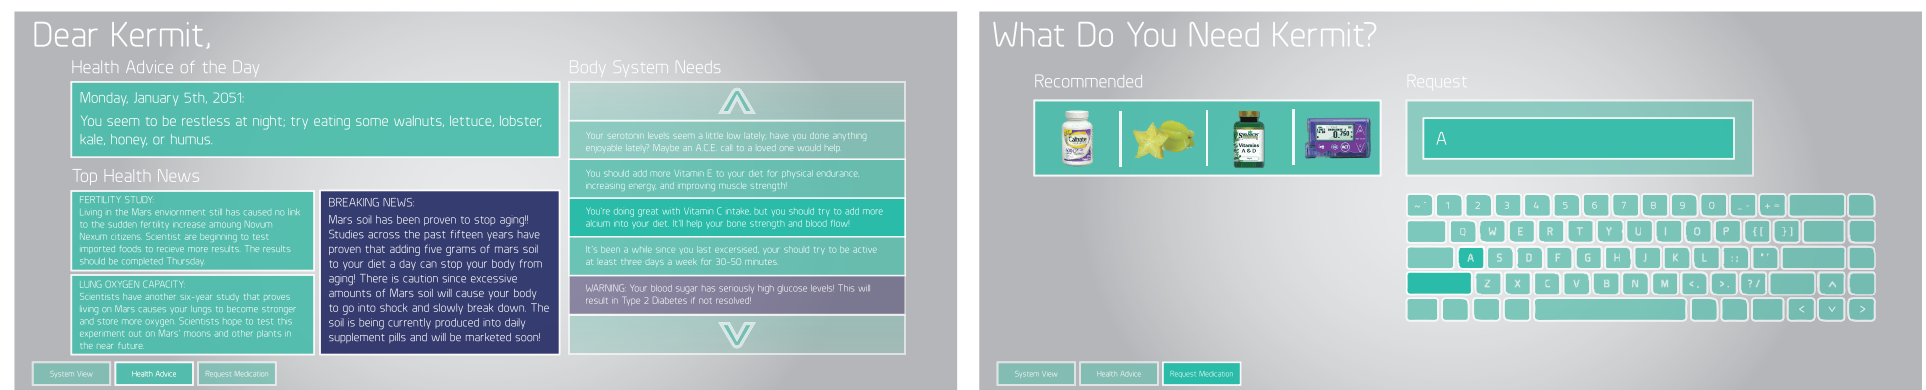 Dear Kermit,
Health Advice of the Day
Monday, January 5th, 2051:
You seem to be restless at night; try eating some walnuts, lettuce, lobster,
kale, honey, or humus.
Top Health News
FERTILITY STUDY:
Living in the Mars enviornment still has caused no link
to the sudden fertility increase amoung Novum
Nexum citizens. Scientist are beginning to test
imported foods to recieve more results. The results
should be completed Thursday.
LUNG OXYGEN CAPACITY:
Scientists have another six-year study that proves
living on Mars causes your lungs to become stronger
and store more oxygen. Scientists hope to test this
experiment out on Mars' moons and other plants in
the near future.
BREAKING NEWS:
Mars soil has been proven to stop aging!!
Studies across the past fifteen years have
proven that adding five grams of mars soil
to your diet a day can stop your body from
aging! There is caution since excessive
amounts of Mars soil will cause your body
to go into shock and slowly break down. The
soil is being currently produced into daily
supplement pills and will be marketed soon!
Body System Needs
Your serotonin levels seem a little low lately; have you done anything
enjoyable lately? Maybe an A.C.E. call to a loved one would help.
You should add more Vitamin E to your diet for physical endurance,
increasing energy, and improving muscle strength!
You're doing great with Vitamin C intake, but you should try to add more
alcium into your diet. It'll help your bone strength and blood flow!
It's been a while since you last excersised, your should try to be active
at least three days a week for 30-50 minutes.
WARNING: Your blood sugar has seriously high glucose levels! This will
result in Type 2 Diabetes if not resolved!
System View
Health Advice
Request Medication
What Do You Need Kermit?
Recommended
Caltrate
Vitamins
A & D
Request
A
~ ` 1 2 3 4 5 6 7 8 9 0 _ - + =
Q W E R T Y U I O P {[ }]
A S D F G H J K L : ; " '
Z X C V B N M <, >. ?/ ^
< v >
System View
Health Advice
Request Medication